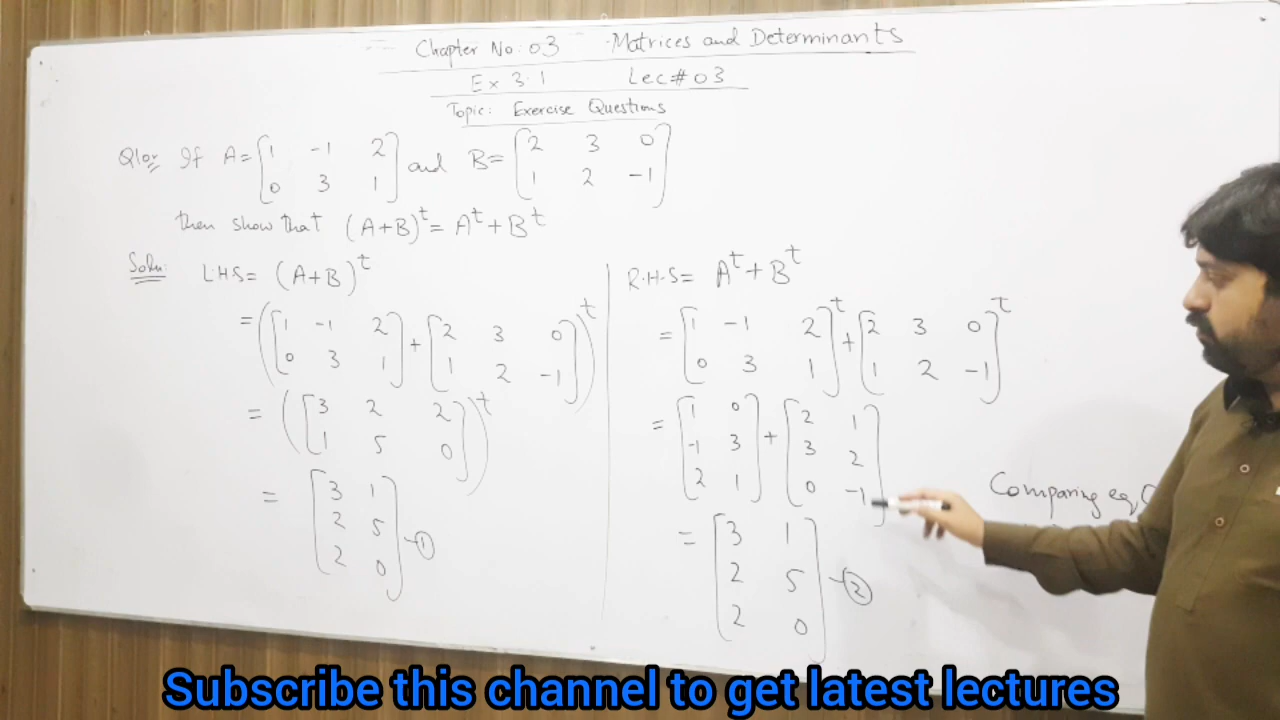 Chapter No: 03 Matrices and Determinants
Ex 3.1 Lec# 03
Topic: Exercise Questions
If A = [1 -1 2
0 3 1] and B = [2 3 0
1 2 -1]
then show that (A+B)^t = A^t + B^t
Soln: L.H.S = (A+B)^t
= ([1 -1 2
0 3 1] + [2 3 0
1 2 -1])^t
= ([3 2 2
1 5 0])^t
= [3 1
2 5
2 0] -①
R.H.S = A^t + B^t
= [1 -1 2
0 3 1]^t + [2 3 0
1 2 -1]^t
= [1 0
-1 3
2 1] + [2 1
3 2
0 -1]
= [3 1
2 5
2 0] -②
Comparing eq.
Subscribe this channel to get latest lectures